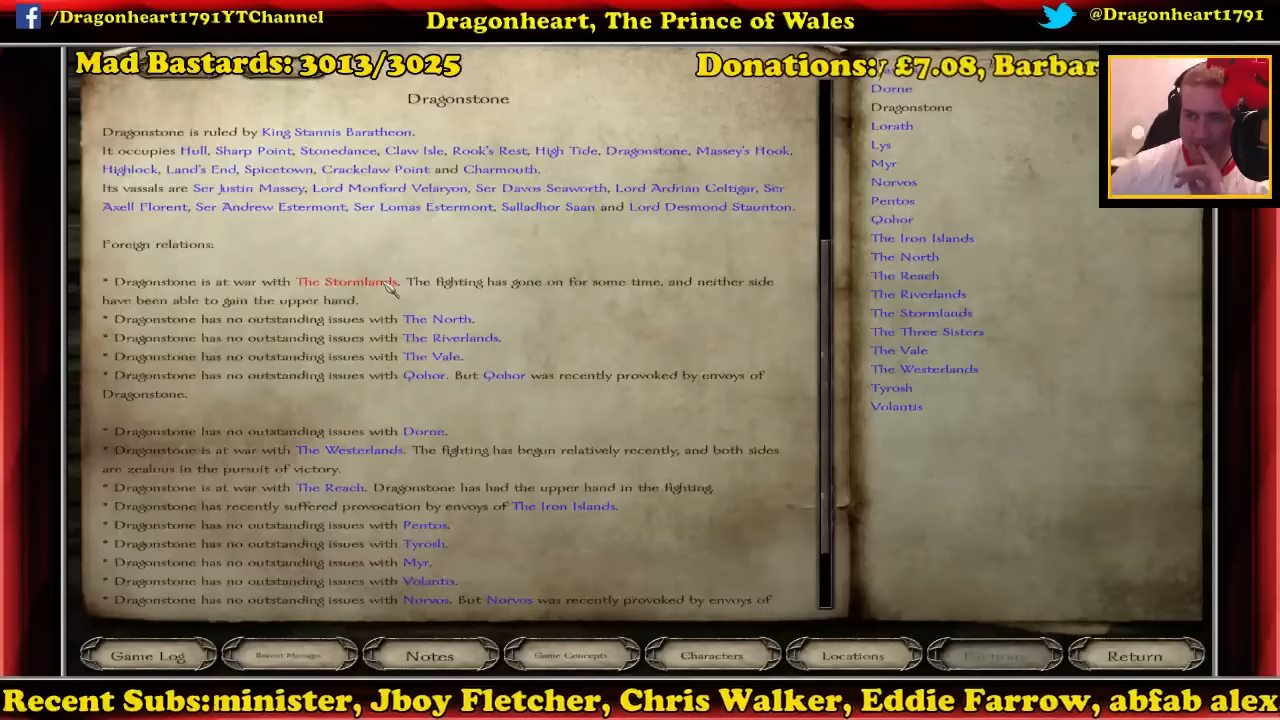 /Dragonheart1791YTChannel
Dragonheart, The Prince of Wales
@Dragonheart1791
Mad Bastards: 3013/3025
Donations: £7.08, Barbar
Dragonstone
Dragonstone is ruled by King Stannis Baratheon.
It occupies Hull, Sharp Point, Stonedance, Claw Isle, Rook's Rest, High Tide, Dragonstone, Massey's Hook,
Highlock, Land's End, Spicetown, Crackclaw Point and Charmouth.
Its vassals are Ser Justin Massey, Lord Monford Velaryon, Ser Davos Seaworth, Lord Ardrian Celtigar, Ser
Axell Florent, Ser Andrew Estermont, Ser Lomas Estermont, Salladhor Saan and Lord Desmond Staunton.
Foreign relations:
* Dragonstone is at war with The Stormlands. The fighting has gone on for some time, and neither side
have been able to gain the upper hand.
* Dragonstone has no outstanding issues with The North.
* Dragonstone has no outstanding issues with The Riverlands.
* Dragonstone has no outstanding issues with The Vale.
* Dragonstone has no outstanding issues with Qohor. But Qohor was recently provoked by envoys of
Dragonstone.
* Dragonstone has no outstanding issues with Dorne.
* Dragonstone is at war with The Westerlands. The fighting has begun relatively recently, and both sides
are zealous in the pursuit of victory.
* Dragonstone is at war with The Reach. Dragonstone has had the upper hand in the fighting.
* Dragonstone has recently suffered provocation by envoys of The Iron Islands.
* Dragonstone has no outstanding issues with Pentos.
* Dragonstone has no outstanding issues with Tyrosh.
* Dragonstone has no outstanding issues with Myr.
* Dragonstone has no outstanding issues with Volantis.
* Dragonstone has no outstanding issues with Norvos. But Norvos was recently provoked by envoys of
Dorne
Dragonstone
Lorath
Lys
Myr
Norvos
Pentos
Qohor
The Iron Islands
The North
The Reach
The Riverlands
The Stormlands
The Three Sisters
The Vale
The Westerlands
Tyrosh
Volantis
Game Log
Recent Messages
Notes
Game Concepts
Characters
Locations
Factions
Return
Recent Subs: minister, Jboy Fletcher, Chris Walker, Eddie Farrow, abfab alex